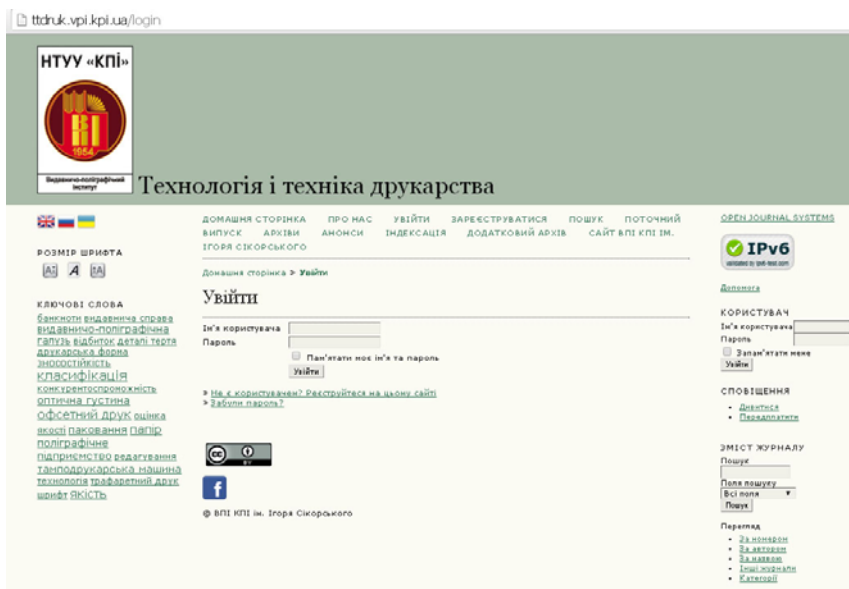 ttdruk.vpi.kpi.ua/login
НТУУ «КПІ»
ВПІ
1954
Видавничо-поліграфічний
інститут
Технологія і техніка друкарства
ДОМАШНЯ СТОРІНКА ПРО НАС УВІЙТИ ЗАРЕЄСТРУВАТИСЯ ПОШУК ПОТОЧНИЙ
ВИПУСК АРХІВИ АНОНСИ ІНДЕКСАЦІЯ ДОДАТКОВИЙ АРХІВ САЙТ ВПІ КПІ ІМ.
ІГОРЯ СІКОРСЬКОГО
Домашня сторінка > Увійти
Увійти
Ім'я користувача
Пароль
Пам'ятати моє ім'я та пароль
Увійти
» Не є користувачем? Реєструйтеся на цьому сайті
» Забули пароль?
cc
BY
f
@ ВПІ КПІ ім. Ігоря Сікорського
РОЗМІР ШРИФТА
КЛЮЧОВІ СЛОВА
банкноти видавнича справа
видавничо-поліграфічна
галузь відбиток деталі тертя
друкарська форма
зносостійкість
класифікація
конкурентоспроможність
оптична густина
офсетний друк оцінка
якості паковання папір
поліграфічне
підприємство редагування
тамподрукарська машина
технологія трафаретний друк
шрифт якість
OPEN JOURNAL SYSTEMS
IPv6
Допомога
КОРИСТУВАЧ
Ім'я користувача
Пароль
Запам'ятати мене
Увійти
СПОВІЩЕННЯ
Дивитися
Передплатити
ЗМІСТ ЖУРНАЛУ
Пошук
Поля пошуку
Всі поля
Пошук
Перегляд
За номером
За автором
За назвою
Інші журнали
Категорії